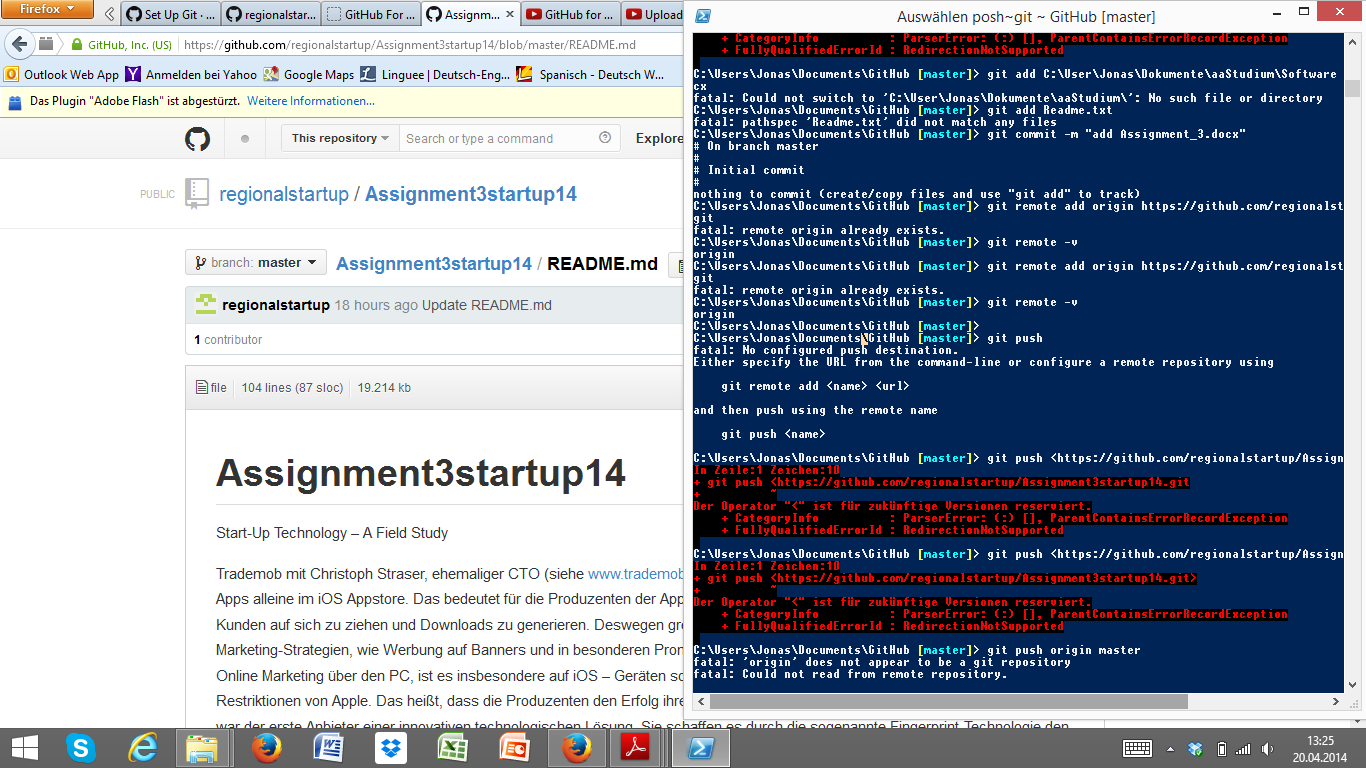 Firefox
Set Up Git - ...
regionalstar...
GitHub For ...
Assignm...
GitHub for ...
Upload
GitHub, Inc. (US)
https://github.com/regionalstartup/Assignment3startup14/blob/master/README.md
Outlook Web App
Anmelden bei Yahoo
Google Maps
Linguee | Deutsch-Eng...
Spanisch - Deutsch W...
Das Plugin "Adobe Flash" ist abgestürzt. Weitere Informationen...
This repository
Search or type a command
Explore
PUBLIC
regionalstartup / Assignment3startup14
branch: master
Assignment3startup14 / README.md
regionalstartup 18 hours ago Update README.md
1 contributor
file
104 lines (87 sloc)
19.214 kb
Assignment3startup14
Start-Up Technology – A Field Study
Trademob mit Christoph Straser, ehemaliger CTO (siehe www.trademob
Apps alleine im iOS Appstore. Das bedeutet für die Produzenten der App
Kunden auf sich zu ziehen und Downloads zu generieren. Deswegen gre
Marketing-Strategien, wie Werbung auf Banners und in besonderen Pron
Online Marketing über den PC, ist es insbesondere auf iOS – Geräten sc
Restriktionen von Apple. Das heißt, dass die Produzenten den Erfolg ihre
war der erste Anbieter einer innovativen technologischen Lösung. Sie schaffen es durch die sogenannte Fingerprint-Technologie den
Auswählen posh~git ~ GitHub [master]
+ CategoryInfo : ParserError: (:) [], ParentContainsErrorRecordException
+ FullyQualifiedErrorId : RedirectionNotSupported
C:\Users\Jonas\Documents\GitHub [master]> git add C:\User\Jonas\Dokumente\aaStudium\Software
cx
fatal: Could not switch to 'C:\User\Jonas\Dokumente\aaStudium\': No such file or directory
C:\Users\Jonas\Documents\GitHub [master]> git add Readme.txt
fatal: pathspec 'Readme.txt' did not match any files
C:\Users\Jonas\Documents\GitHub [master]> git commit -m "add Assignment_3.docx"
# On branch master
#
# Initial commit
#
nothing to commit (create/copy files and use "git add" to track)
C:\Users\Jonas\Documents\GitHub [master]> git remote add origin https://github.com/regionalst
git
fatal: remote origin already exists.
C:\Users\Jonas\Documents\GitHub [master]> git remote -v
origin
C:\Users\Jonas\Documents\GitHub [master]> git remote add origin https://github.com/regionalst
git
fatal: remote origin already exists.
C:\Users\Jonas\Documents\GitHub [master]> git remote -v
origin
C:\Users\Jonas\Documents\GitHub [master]>
C:\Users\Jonas\Documents\GitHub [master]> git push
fatal: No configured push destination.
Either specify the URL from the command-line or configure a remote repository using
git remote add <name> <url>
and then push using the remote name
git push <name>
C:\Users\Jonas\Documents\GitHub [master]> git push <https://github.com/regionalstartup/Assign
In Zeile:1 Zeichen:10
+ git push <https://github.com/regionalstartup/Assignment3startup14.git
+ ~
Der Operator "<" ist für zukünftige Versionen reserviert.
+ CategoryInfo : ParserError: (:) [], ParentContainsErrorRecordException
+ FullyQualifiedErrorId : RedirectionNotSupported
C:\Users\Jonas\Documents\GitHub [master]> git push <https://github.com/regionalstartup/Assign
In Zeile:1 Zeichen:10
+ git push <https://github.com/regionalstartup/Assignment3startup14.git>
+ ~
Der Operator "<" ist für zukünftige Versionen reserviert.
+ CategoryInfo : ParserError: (:) [], ParentContainsErrorRecordException
+ FullyQualifiedErrorId : RedirectionNotSupported
C:\Users\Jonas\Documents\GitHub [master]> git push origin master
fatal: 'origin' does not appear to be a git repository
fatal: Could not read from remote repository.
13:25
20.04.2014